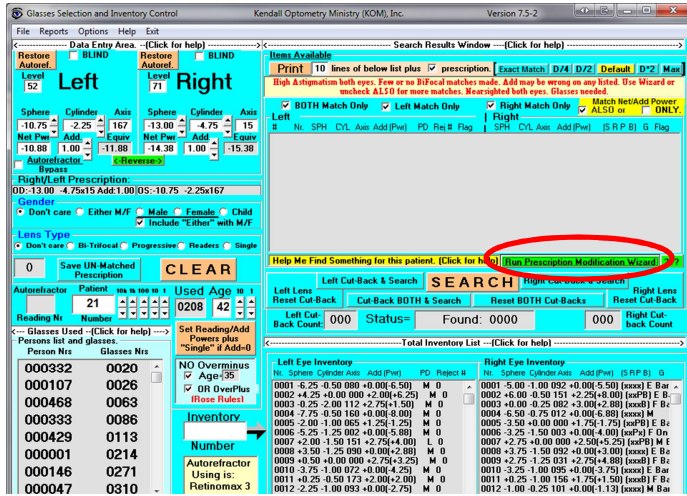 Glasses Selection and Inventory Control Kendall Optometry Ministry (KOM), Inc. Version 7.5-2
File Reports Options Help Exit
<------------- Data Entry Area. --(Click for help) ----->
Restore Autoref. BLIND Restore Autoref. BLIND
Level 52 Left Level 71 Right
Sphere Cylinder Axis Sphere Cylinder Axis
-10.75 -2.25 167 -13.00 -4.75 15
Net Pwr Add. Equiv Net Pwr Add Equiv
-10.88 1.00 -11.88 -14.38 1.00 -15.38
Autorefractor Bypass <-Reverse->
Right/Left Prescription:
OD:-13.00 -4.75x15 Add:1.00 OS:-10.75 -2.25x167
Gender
Don't care Either M/F Male Female Child
Include "Either" with M/F
Lens Type
Don't care Bi-Trifocal Progressive Readers Single
0 Save UN-Matched Prescription CLEAR
Autorefractor Patient 10k 1k 100 10 1 Used Age 10 1
21 0208 42
Reading Nr Number
<--- Glasses Used --(Click for help) ---->
Persons list and glasses.
Person Nrs Glasses Nrs
000332 0020
000107 0026
000468 0063
000333 0086
000429 0113
000001 0214
000146 0271
000047 0310
Set Reading/Add Powers plus "Single" if Add=0
NO Overminus
Age<35
OR OverPlus
(Rose Rules)
Inventory
Number
Autorefractor Using is: Retinomax 3
Search Results Window ----(Click for help)
Items Available
Print 10 lines of below list plus prescription. Exact Match D/4 D/2 Default D*2 Max
High Astigmatism both eyes. Few or no BiFocal matches made. Add may be wrong on any listed. Use Wizard or
uncheck ALSO for more matches. Nearsighted both eyes. Glasses needed.
BOTH Match Only Left Match Only Right Match Only Match Net/Add Power ALSO or ONLY.
Left Right
# Nr. SPH CYL Axis Add (Pwr) PD Rej # Flag SPH CYL Axis Add (Pwr) (S R P B) G Flag
Help Me Find Something for this patient. (Click for help) Run Prescription Modification Wizard
Left Cut-Back & Search SEARCH Right Cut-Back & Search
Left Lens Reset Cut-Back Cut-Back BOTH & Search Reset BOTH Cut-Backs Right Lens Reset Cut-Back
Left Cut-Back Count: 000 Status= Found: 0000 000 Right Cut-back Count
Total Inventory List ---(Click for help)
Left Eye Inventory
Nr. Sphere Cylinder Axis Add (Pwr) PD Reject #
0001 -6.25 -0.50 080 +0.00(-6.50) M 0
0002 +4.25 +0.00 000 +2.00(+6.25) M 0
0003 -0.25 -2.00 112 +2.75(+1.50) M 0
0004 -7.75 -0.50 160 +0.00(-8.00) M 0
0005 -2.00 -1.00 065 +1.25(-1.25) M 0
0006 -5.25 -1.25 002 +0.00(-5.88) M 0
0007 +2.00 -1.50 151 +2.75(+4.00) L 0
0008 +3.50 -1.25 090 +0.00(+2.88) M 0
0009 +0.50 +0.00 000 +2.75(+3.25) M 0
0010 -3.75 -1.00 072 +0.00(-4.25) M 0
0011 +0.25 -0.50 173 +2.00(+2.00) M 0
0012 -2.25 -1.00 093 +0.00(-2.75) M 0
Right Eye Inventory
Nr. Sphere Cylinder Axis Add (Pwr) (S R P B) G
0001 -5.00 -1.00 092 +0.00(-5.50) (xxxx) E Bar
0002 +6.00 -0.50 151 +2.25(+8.00) (xxPB) E B
0003 +0.00 -0.25 082 +3.00(+2.88) (xxxB) F Ba
0004 -6.50 -0.75 012 +0.00(-6.88) (xxxx) M
0005 -3.50 +0.00 000 +1.75(-1.75) (xxPB) E Ba
0006 -3.25 -1.50 003 +0.00(-4.00) (xxPx) F On
0007 +2.75 +0.00 000 +2.50(+5.25) (xxPB) M E
0008 +3.75 -1.50 092 +0.00(+3.00) (xxxx) E Ba
0009 +2.75 -1.25 031 +2.75(+4.88) (xxxB) F Ba
0010 -3.25 -1.00 095 +0.00(-3.75) (xxxx) E Bar
0011 +0.25 -1.00 156 +1.75(+1.50) (xxxB) F Ba
0012 -1.00 -0.25 101 +0.00(-1.13) (xxxx) M Bar